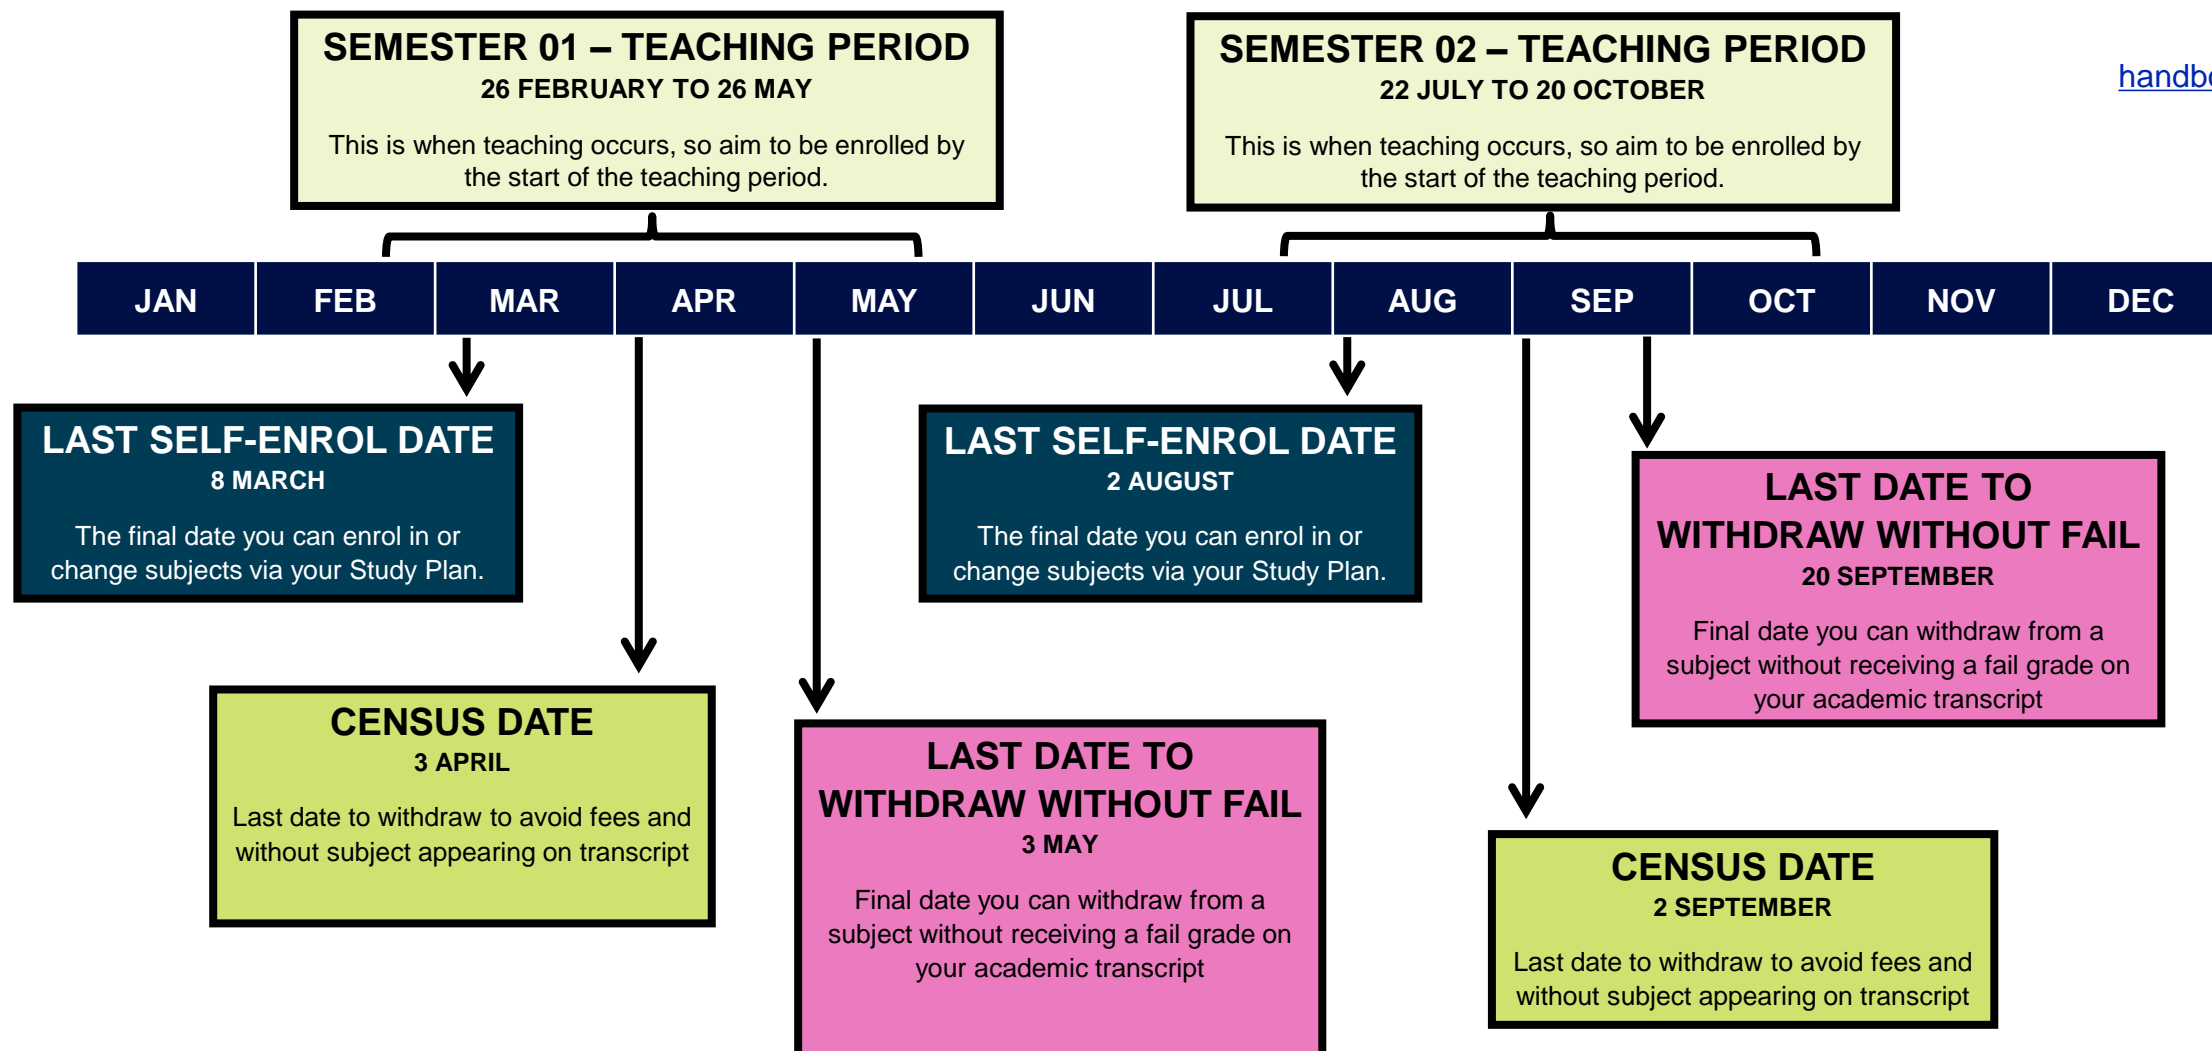 SEMESTER 01 – TEACHING PERIOD
26 FEBRUARY TO 26 MAY
This is when teaching occurs, so aim to be enrolled by
the start of the teaching period.
SEMESTER 02 – TEACHING PERIOD
22 JULY TO 20 OCTOBER
This is when teaching occurs, so aim to be enrolled by
the start of the teaching period.
JAN FEB MAR APR MAY JUN JUL AUG SEP OCT NOV DEC
LAST SELF-ENROL DATE
8 MARCH
The final date you can enrol in or
change subjects via your Study Plan.
LAST SELF-ENROL DATE
2 AUGUST
The final date you can enrol in or
change subjects via your Study Plan.
LAST DATE TO
WITHDRAW WITHOUT FAIL
20 SEPTEMBER
Final date you can withdraw from a
subject without receiving a fail grade on
your academic transcript
CENSUS DATE
3 APRIL
Last date to withdraw to avoid fees and
without subject appearing on transcript
LAST DATE TO
WITHDRAW WITHOUT FAIL
3 MAY
Final date you can withdraw from a
subject without receiving a fail grade on
your academic transcript
CENSUS DATE
2 SEPTEMBER
Last date to withdraw to avoid fees and
without subject appearing on transcript